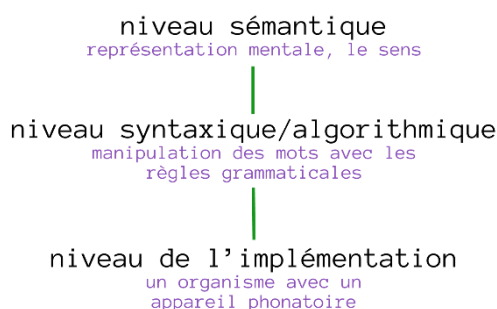 niveau sémantique
représentation mentale, le sens
niveau syntaxique/algorithmique
manipulation des mots avec les
règles grammaticales
niveau de l'implémentation
un organisme avec un
appareil phonatoire